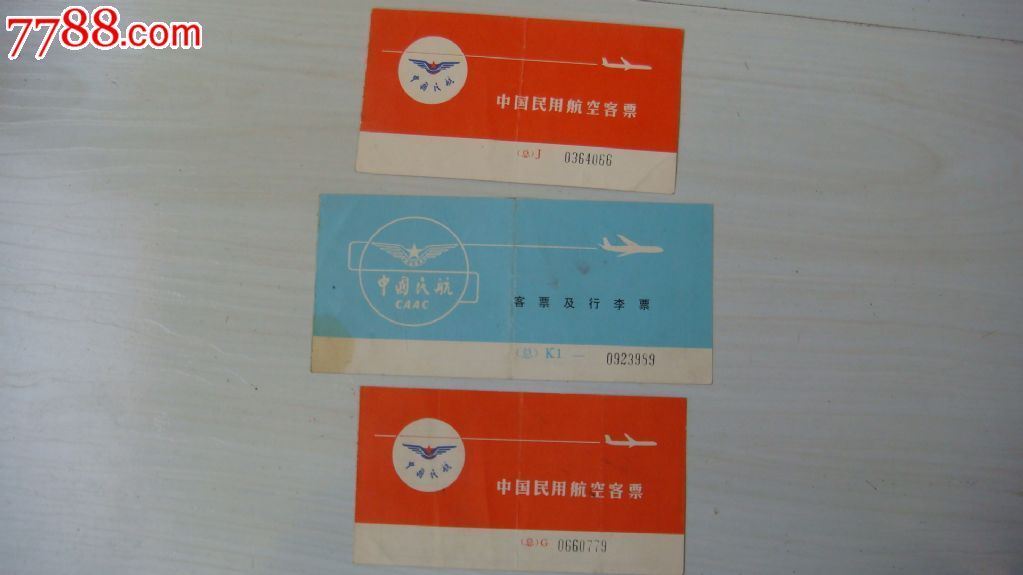 7788.com
中国民航
中国民用航空客票
(总)J 0364066
中国民航
CAAC
客票及行李票
(总) K1 — 0923989
中国民航
中国民用航空客票
(总)G 0660779